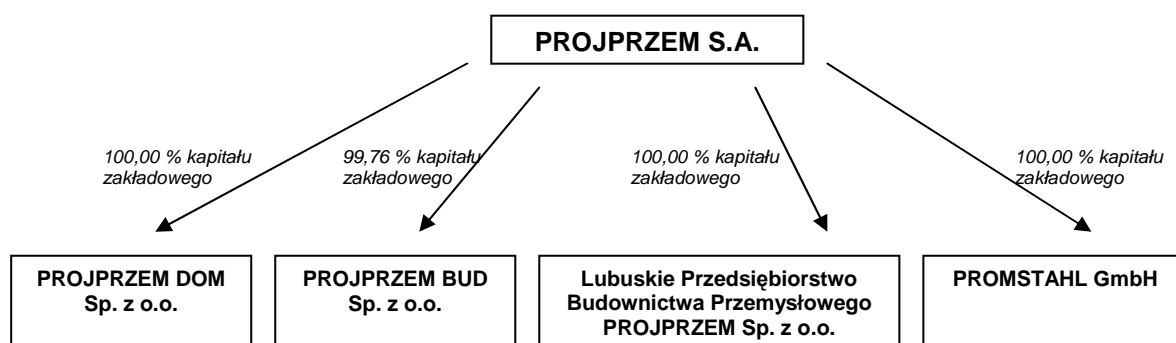 PROJPRZEM S.A.
100,00 % kapitału
zakładowego
99,76 % kapitału
zakładowego
100,00 % kapitału
zakładowego
100,00 % kapitału
zakładowego
PROJPRZEM DOM
Sp. z o.o.
PROJPRZEM BUD
Sp. z o.o.
Lubuskie Przedsiębiorstwo
Budownictwa Przemysłowego
PROJPRZEM Sp. z o.o.
PROMSTAHL GmbH